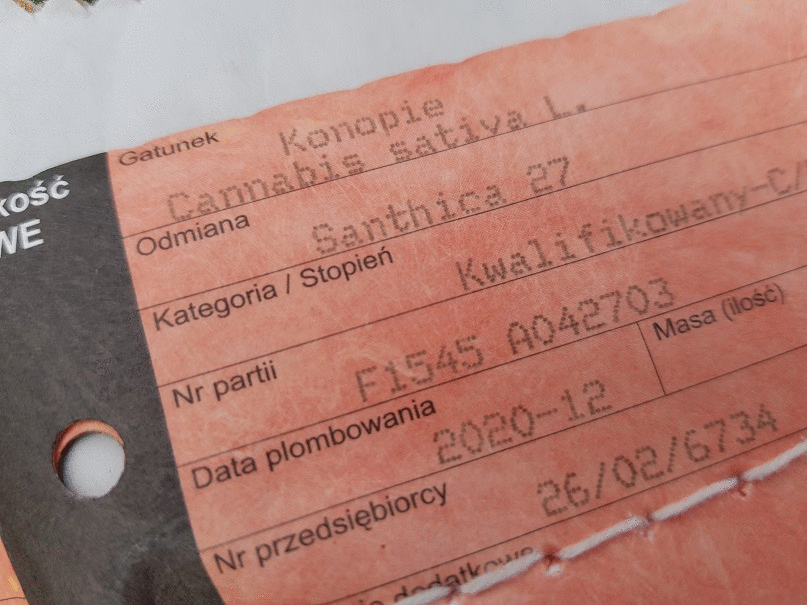 Gatunek Konopie
Cannabis sativa L.
Odmiana Santhica 27
Kategoria / Stopień Kwalifikowany-C/
Nr partii F1545 A042703
Masa (ilość)
Data plombowania 2020-12
Nr przedsiębiorcy 26/02/6734
dodatkowe
kość
WE